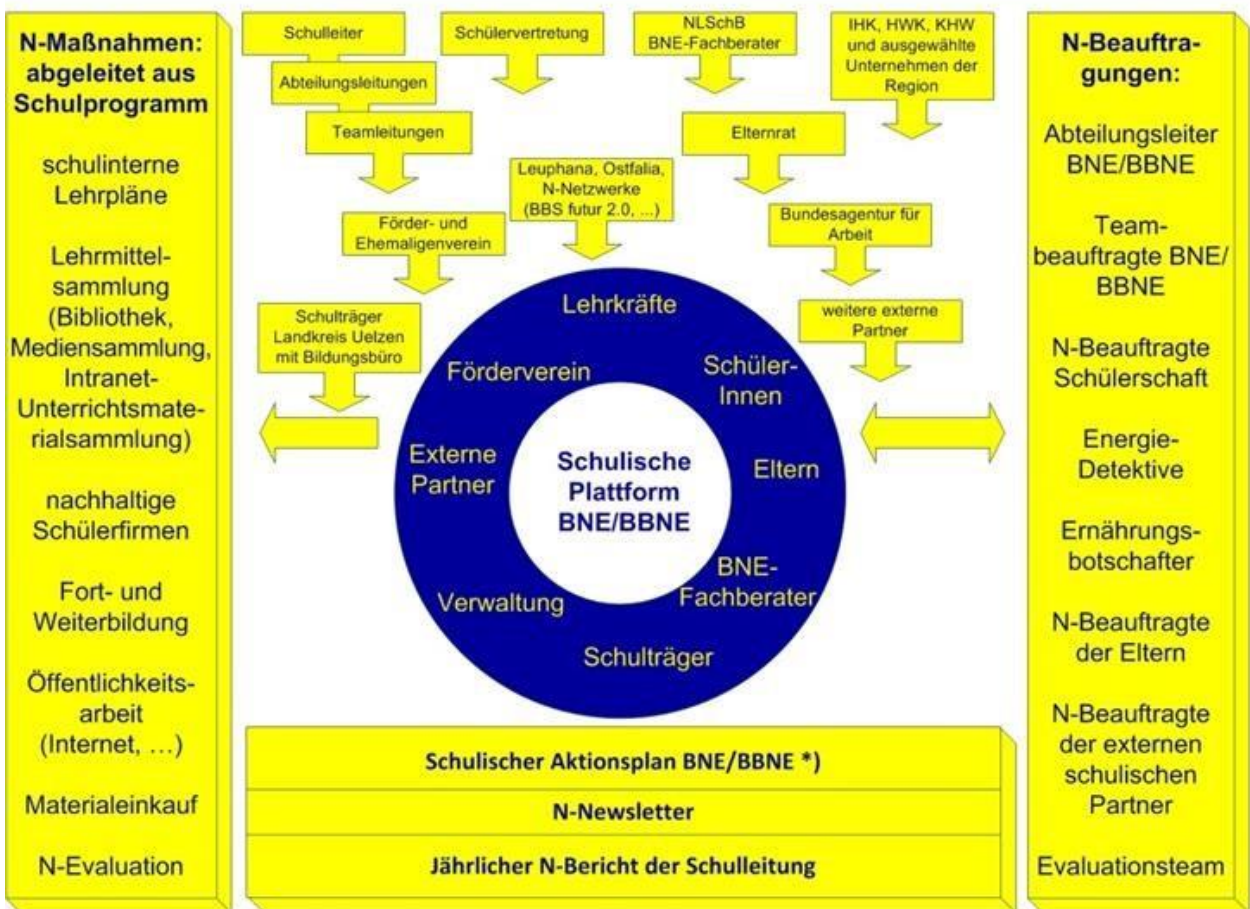 N-Maßnahmen:
abgeleitet aus
Schulprogramm
schulinterne
Lehrpläne
Lehrmittel-
sammlung
(Bibliothek,
Mediensammlung,
Intranet-
Unterrichtsmate-
rialsammlung)
nachhaltige
Schülerfirmen
Fort- und
Weiterbildung
Öffentlichkeits-
arbeit
(Internet, …)
Materialeinkauf
N-Evaluation
Schulleiter
Abteilungsleitungen
Teamleitungen
Schülervertretung
NLSchB
BNE-Fachberater
IHK, HWK, KHW
und ausgewählte
Unternehmen der
Region
Elternrat
Leuphana, Ostfalia,
N-Netzwerke
(BBS futur 2.0, ...)
Förder- und
Ehemaligenverein
Bundesagentur für
Arbeit
Schulträger
Landkreis Uelzen
mit Bildungsbüro
weitere externe
Partner
Lehrkräfte
Förderverein
Schüler-
Innen
Externe
Partner
Eltern
Schulische
Plattform
BNE/BBNE
BNE-
Fachberater
Verwaltung
Schulträger
Schulischer Aktionsplan BNE/BBNE *)
N-Newsletter
Jährlicher N-Bericht der Schulleitung
N-Beauftra-
gungen:
Abteilungsleiter
BNE/BBNE
Team-
beauftragte BNE/
BBNE
N-Beauftragte
Schülerschaft
Energie-
Detektive
Ernährungs-
botschafter
N-Beauftragte
der Eltern
N-Beauftragte
der externen
schulischen
Partner
Evaluationsteam